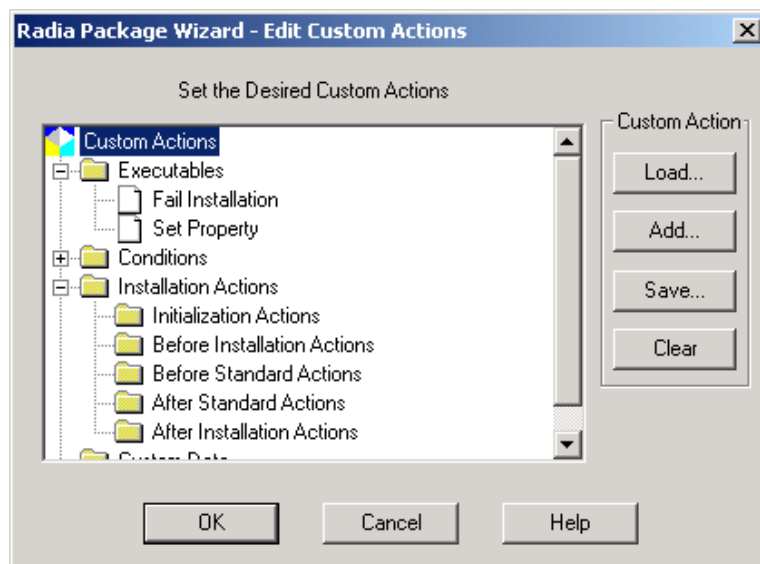 Radia Package Wizard - Edit Custom Actions
Set the Desired Custom Actions
Custom Actions
Executables
Fail Installation
Set Property
Conditions
Installation Actions
Initialization Actions
Before Installation Actions
Before Standard Actions
After Standard Actions
After Installation Actions
Custom Data
Custom Action
Load...
Add...
Save...
Clear
OK
Cancel
Help